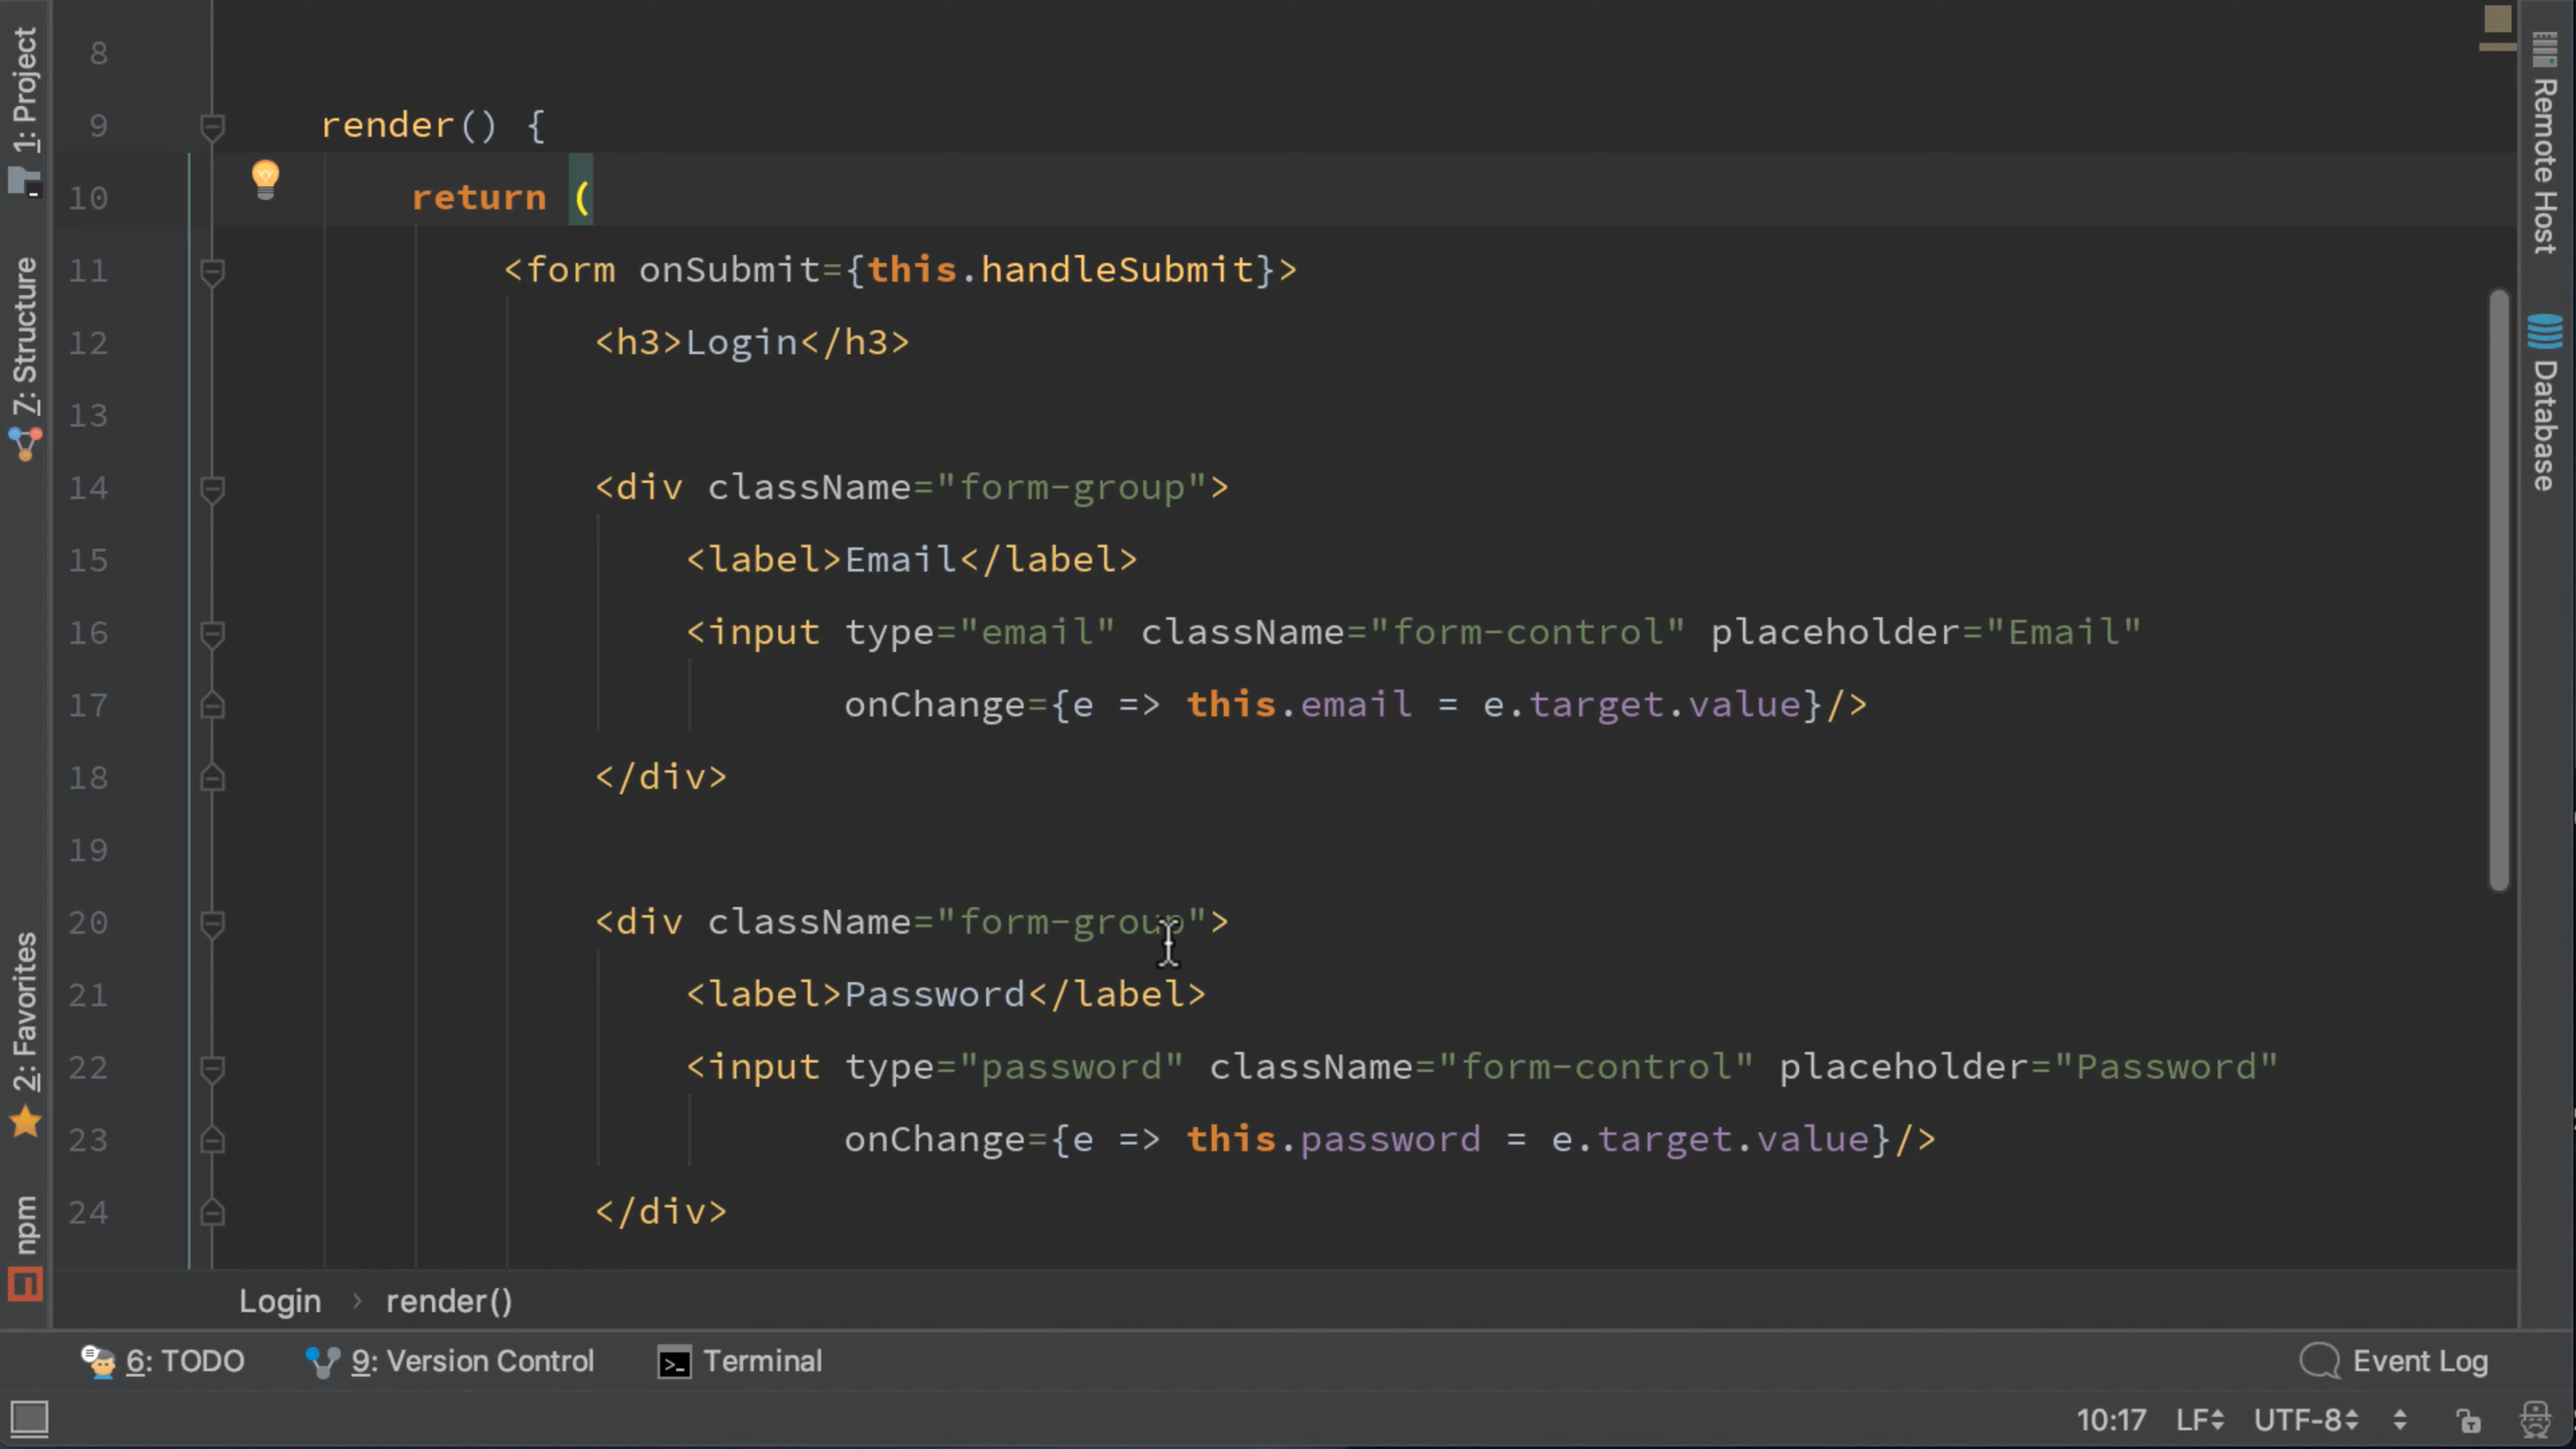 1: Project
7: Structure
2: Favorites
npm
8
9 render() {
10 return (
11 <form onSubmit={this.handleSubmit}>
12 <h3>Login</h3>
13
14 <div className="form-group">
15 <label>Email</label>
16 <input type="email" className="form-control" placeholder="Email"
17 onChange={e => this.email = e.target.value}/>
18 </div>
19
20 <div className="form-group">
21 <label>Password</label>
22 <input type="password" className="form-control" placeholder="Password"
23 onChange={e => this.password = e.target.value}/>
24 </div>
Remote Host
Database
Login › render()
6: TODO 9: Version Control Terminal Event Log
10:17 LF UTF-8